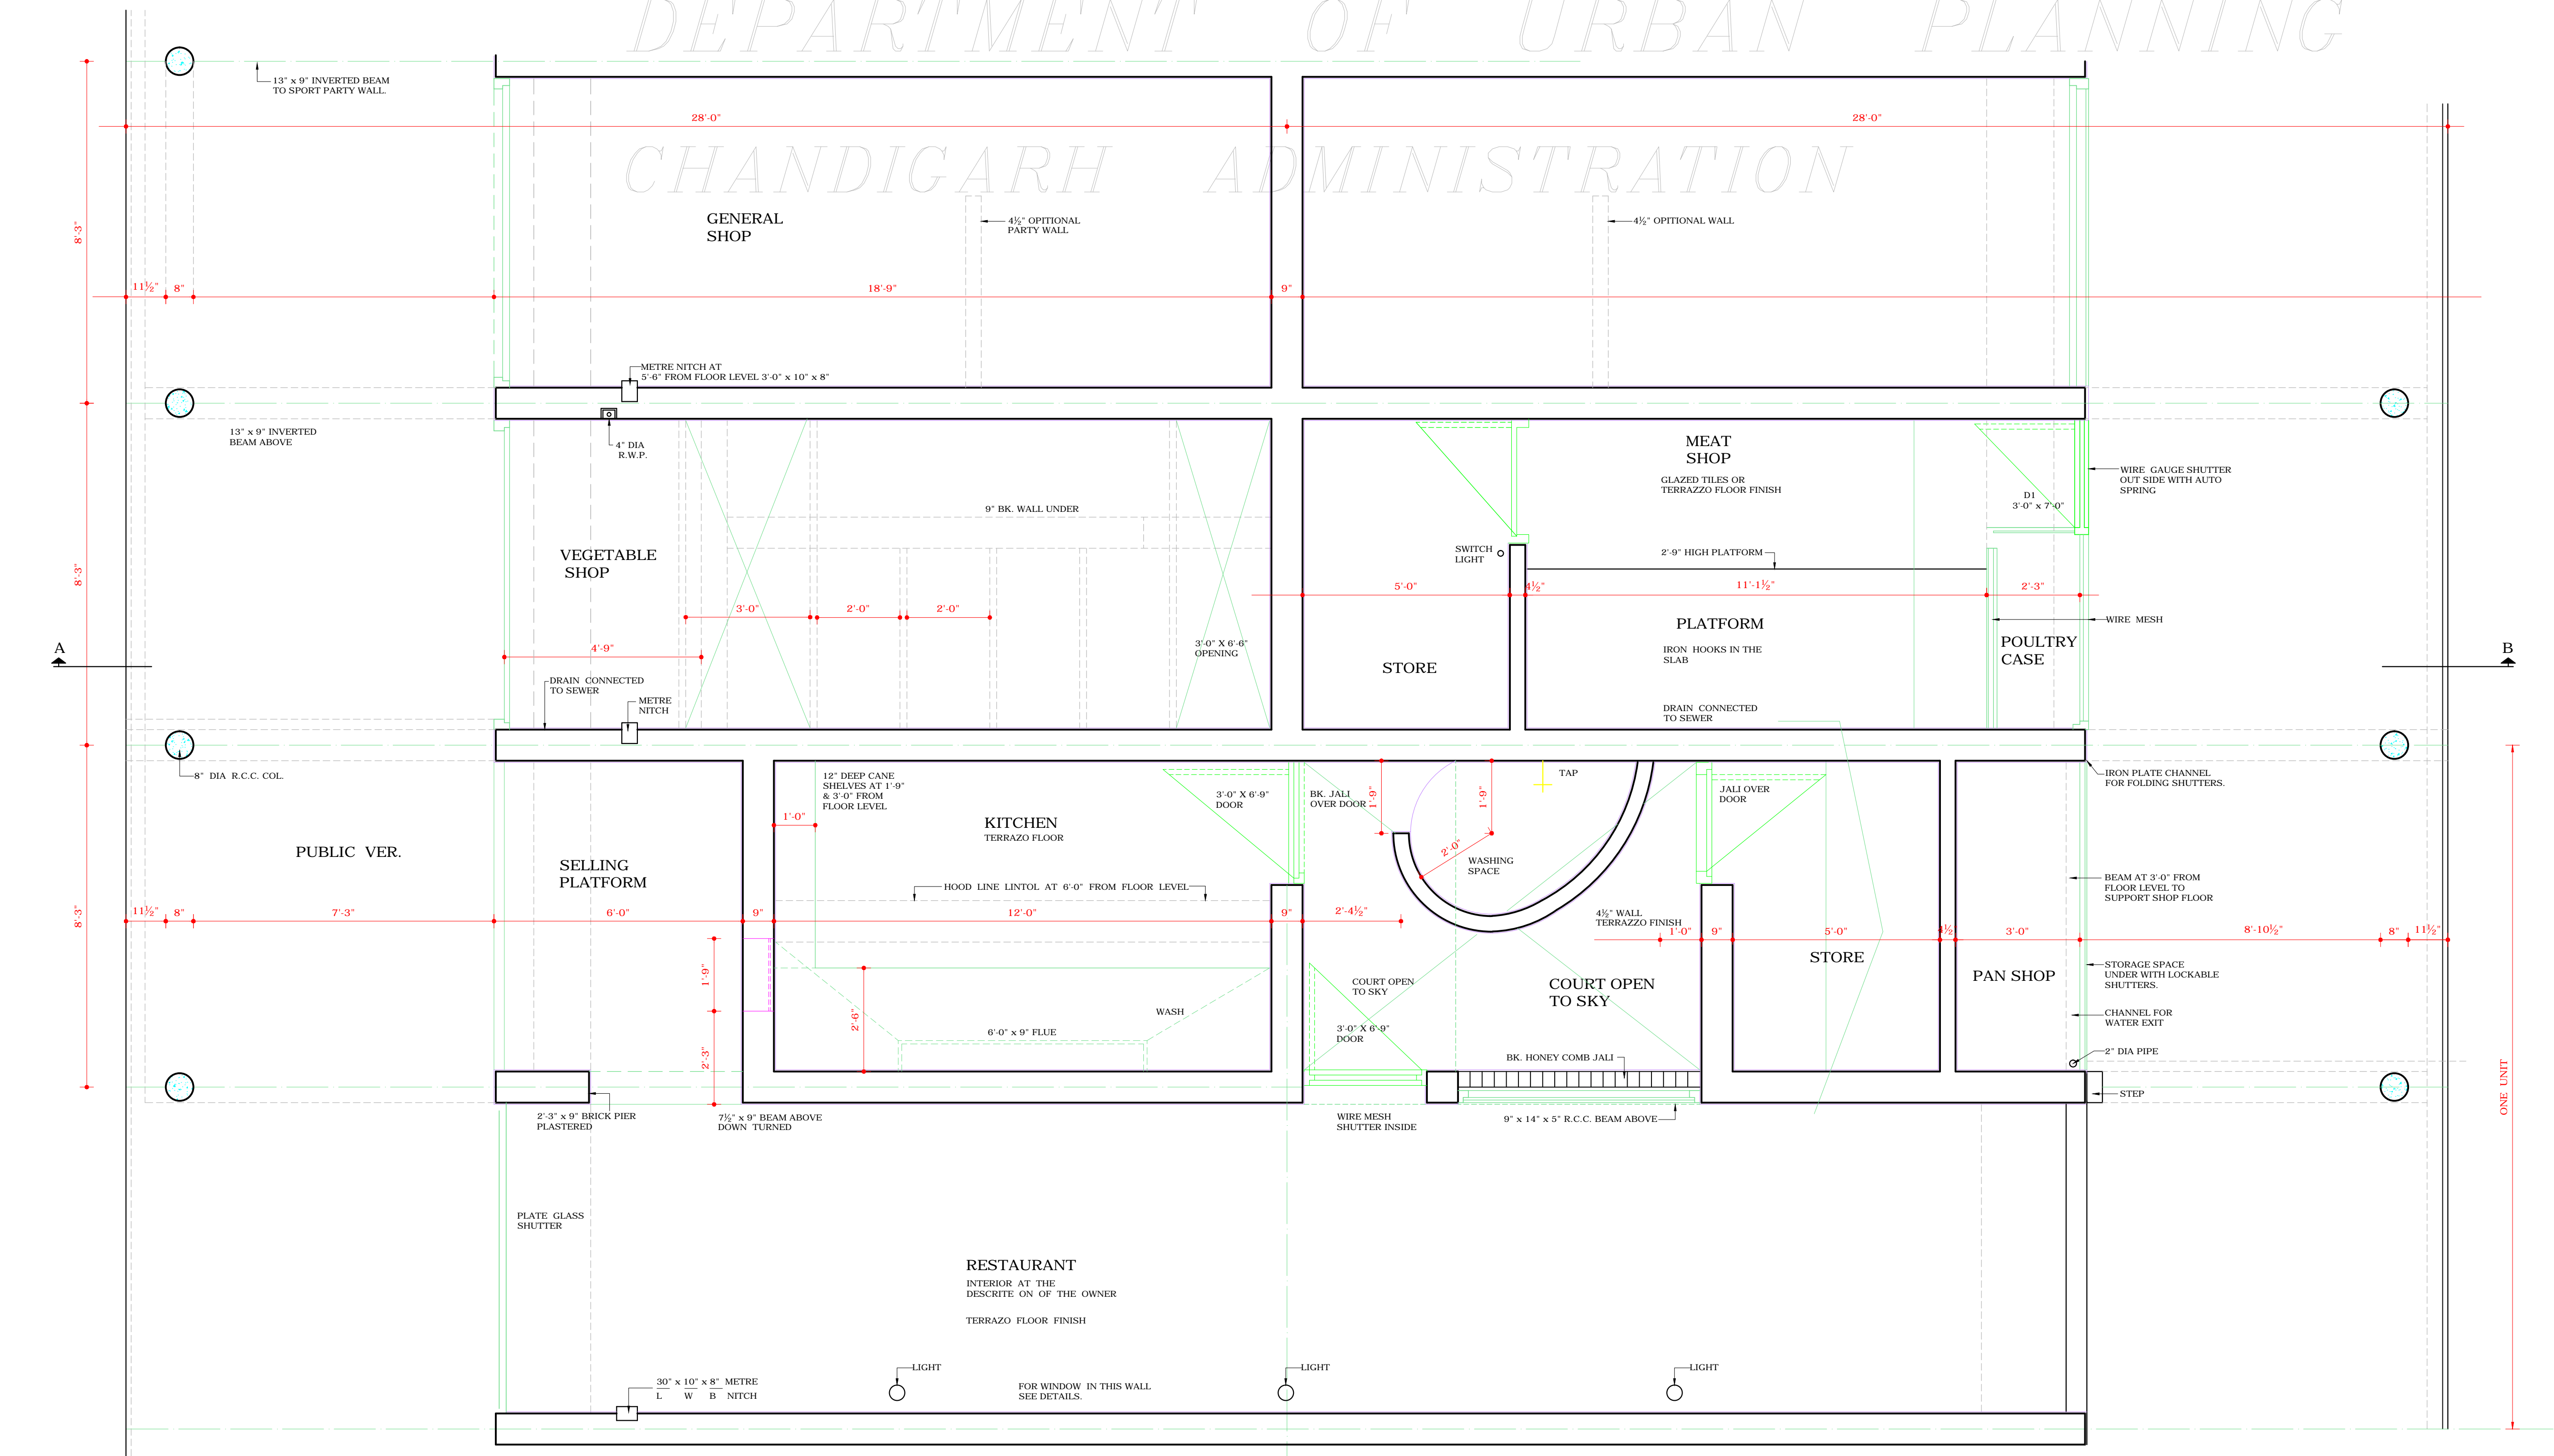 DEPARTMENT OF URBAN PLANNING
13" x 9" INVERTED BEAM
TO SPORT PARTY WALL.
28'-0"
28'-0"
CHANDIGARH ADMINISTRATION
GENERAL
SHOP
4½" OPITIONAL
PARTY WALL
4½" OPITIONAL WALL
8'-3"
11½"
8"
18'-9"
9"
METRE NITCH AT
5'-6" FROM FLOOR LEVEL 3'-0" x 10" x 8"
13" x 9" INVERTED
BEAM ABOVE
4" DIA
R.W.P.
MEAT
SHOP
GLAZED TILES OR
TERRAZZO FLOOR FINISH
WIRE GAUGE SHUTTER
OUT SIDE WITH AUTO
SPRING
D1
3'-0" x 7'-0"
9" BK. WALL UNDER
VEGETABLE
SHOP
SWITCH
LIGHT
2'-9" HIGH PLATFORM
8'-3"
5'-0"
4½"
11'-1½"
2'-3"
3'-0"
2'-0"
2'-0"
PLATFORM
WIRE MESH
IRON HOOKS IN THE
SLAB
POULTRY
CASE
A
4'-9"
3'-0" X 6'-6"
OPENING
STORE
B
DRAIN CONNECTED
TO SEWER
METRE
NITCH
DRAIN CONNECTED
TO SEWER
8" DIA R.C.C. COL.
12" DEEP CANE
SHELVES AT 1'-9"
& 3'-0" FROM
FLOOR LEVEL
3'-0" X 6'-9"
DOOR
BK. JALI
OVER DOOR
1'-9"
1'-9"
TAP
JALI OVER
DOOR
IRON PLATE CHANNEL
FOR FOLDING SHUTTERS.
1'-0"
KITCHEN
TERRAZO FLOOR
PUBLIC VER.
SELLING
PLATFORM
2'-0"
WASHING
SPACE
HOOD LINE LINTOL AT 6'-0" FROM FLOOR LEVEL
BEAM AT 3'-0" FROM
FLOOR LEVEL TO
SUPPORT SHOP FLOOR
8'-3"
11½"
8"
7'-3"
6'-0"
9"
12'-0"
9"
2'-4½"
4½" WALL
TERRAZZO FINISH
1'-0"
9"
5'-0"
4½"
3'-0"
8'-10½"
8"
11½"
STORE
PAN SHOP
STORAGE SPACE
UNDER WITH LOCKABLE
SHUTTERS.
1'-9"
COURT OPEN
TO SKY
COURT OPEN
TO SKY
2'-6"
WASH
CHANNEL FOR
WATER EXIT
6'-0" x 9" FLUE
3'-0" X 6'-9"
DOOR
2'-3"
BK. HONEY COMB JALI
2" DIA PIPE
ONE UNIT
STEP
2'-3" x 9" BRICK PIER
PLASTERED
7½" x 9" BEAM ABOVE
DOWN TURNED
WIRE MESH
SHUTTER INSIDE
9" x 14" x 5" R.C.C. BEAM ABOVE
PLATE GLASS
SHUTTER
RESTAURANT
INTERIOR AT THE
DESCRITE ON OF THE OWNER
TERRAZO FLOOR FINISH
LIGHT
LIGHT
LIGHT
30" x 10" x 8" METRE
L W B NITCH
FOR WINDOW IN THIS WALL
SEE DETAILS.